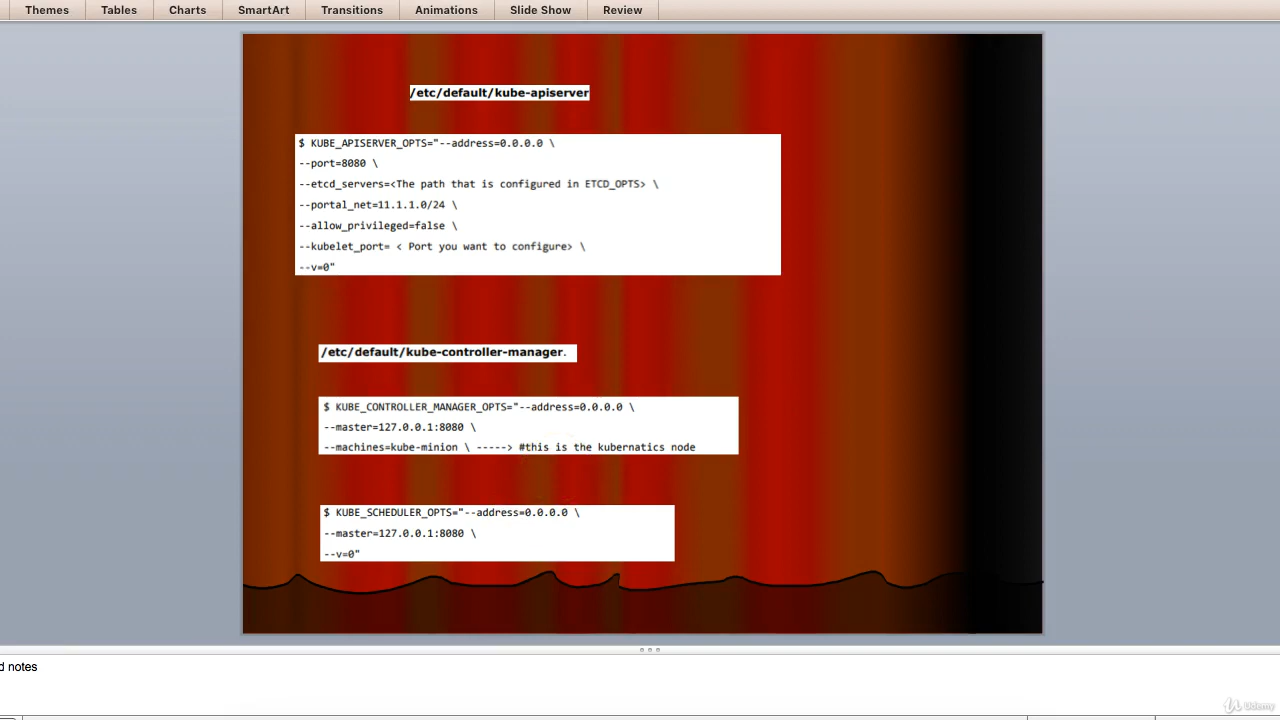 Themes Tables Charts SmartArt Transitions Animations Slide Show Review
/etc/default/kube-apiserver
$ KUBE_APISERVER_OPTS="--address=0.0.0.0 \
--port=8080 \
--etcd_servers=<The path that is configured in ETCD_OPTS> \
--portal_net=11.1.1.0/24 \
--allow_privileged=false \
--kubelet_port= < Port you want to configure> \
--v=0"
/etc/default/kube-controller-manager.
$ KUBE_CONTROLLER_MANAGER_OPTS="--address=0.0.0.0 \
--master=127.0.0.1:8080 \
--machines=kube-minion \ -----> #this is the kubernatics node
$ KUBE_SCHEDULER_OPTS="--address=0.0.0.0 \
--master=127.0.0.1:8080 \
--v=0"
d notes
Udemy